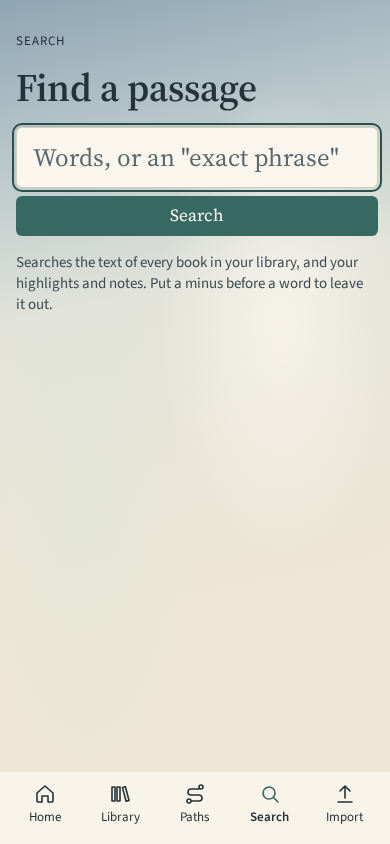 SEARCH
Find a passage
Words, or an "exact phrase"
Search
Searches the text of every book in your library, and your
highlights and notes. Put a minus before a word to leave
it out.
Home
Library
Paths
Search
Import